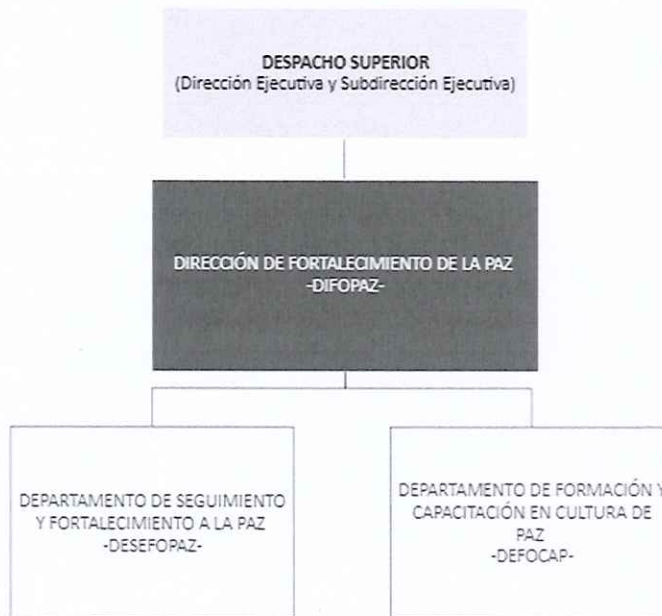 DESPACHO SUPERIOR
(Dirección Ejecutiva y Subdirección Ejecutiva)
DIRECCIÓN DE FORTALECIMIENTO DE LA PAZ
-DIFOPAZ-
DEPARTAMENTO DE SEGUIMIENTO
Y FORTALECIMIENTO A LA PAZ
-DESEFOPAZ-
DEPARTAMENTO DE FORMACIÓN Y
CAPACITACIÓN EN CULTURA DE
PAZ
-DEFOCAP-